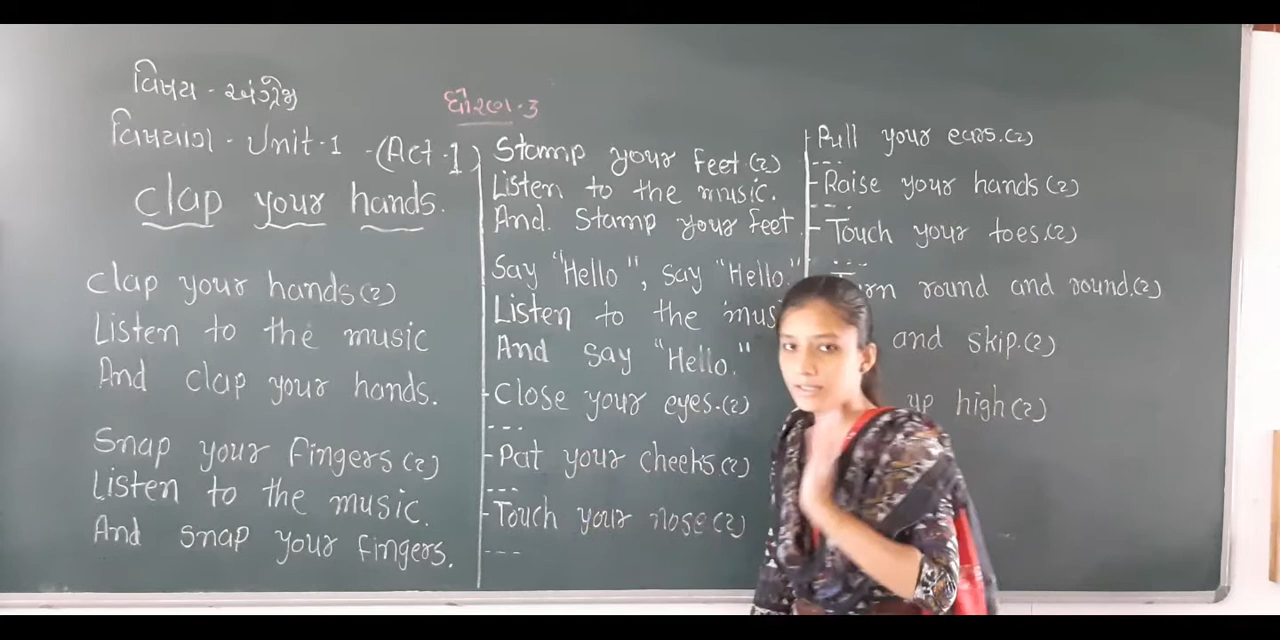 વિષય - અંગ્રેજી
ધોરણ - 3
વિષયાંગ - Unit - 1 - (Act - 1)
clap your hands.
clap your hands (2)
Listen to the music
And clap your hands.
Snap your fingers (2)
Listen to the music.
And snap your fingers.
Stamp your feet. (2)
Listen to the music.
And. Stamp your feet.
Say "Hello", say "Hello."
Listen to the
And say "Hello."
- Close your eyes. (2)
---
- Pat your cheeks (2)
---
- Touch your nose (2)
---
- Pull your ears. (2)
---
- Raise your hands (2)
---
- Touch your toes. (2)
---
Turn round and round. (2)
and skip. (2)
up high (2)